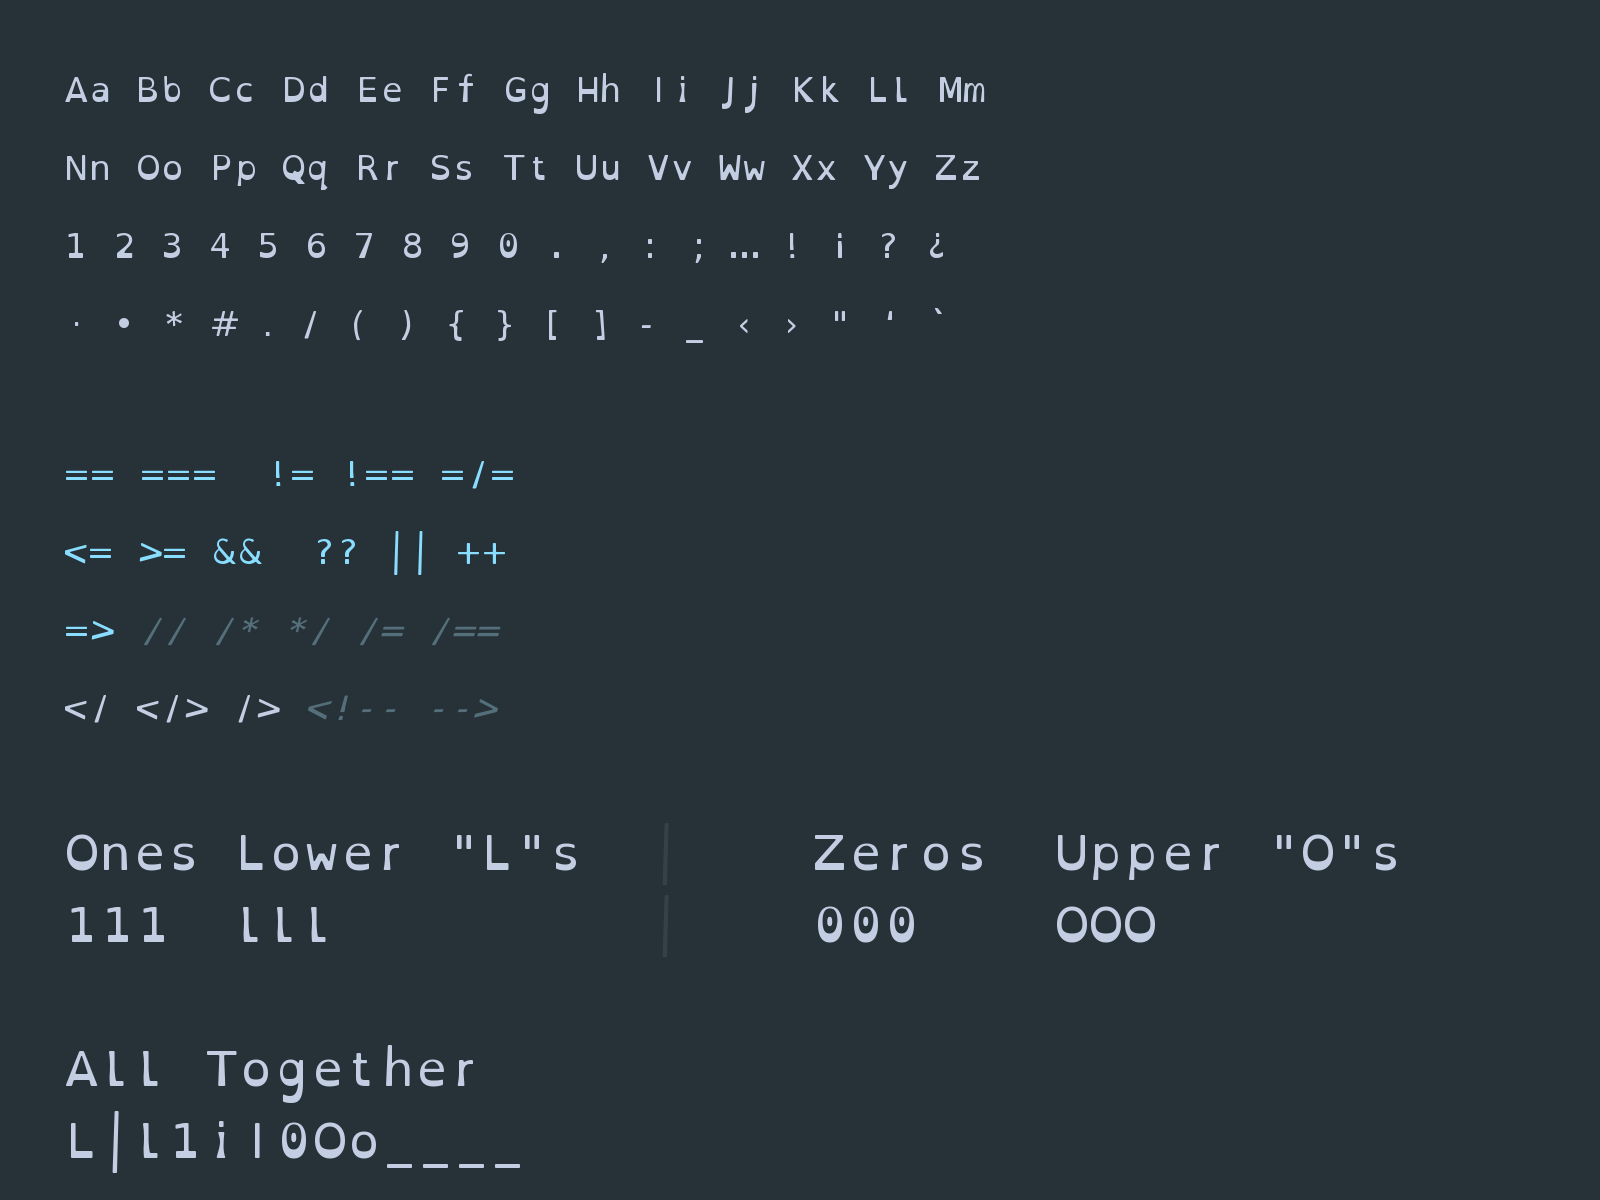 Aa Bb Cc Dd Ee Ff Gg Hh Ii Jj Kk Ll Mm
Nn Oo Pp Qq Rr Ss Tt Uu Vv Ww Xx Yy Zz
1 2 3 4 5 6 7 8 9 0 . , : ; … ! ¡ ? ¿
· • * # . / ( ) { } [ ] - _ ‹ › " ‘ `
== === != !== =/=
<= >= && ?? || ++
=> // /* */ /= /==
</ </> /> <!-- -->
Ones Lower "L"s | Zeros Upper "O"s
111 lll | 000 OOO
All Together
L|l1iI0Oo____